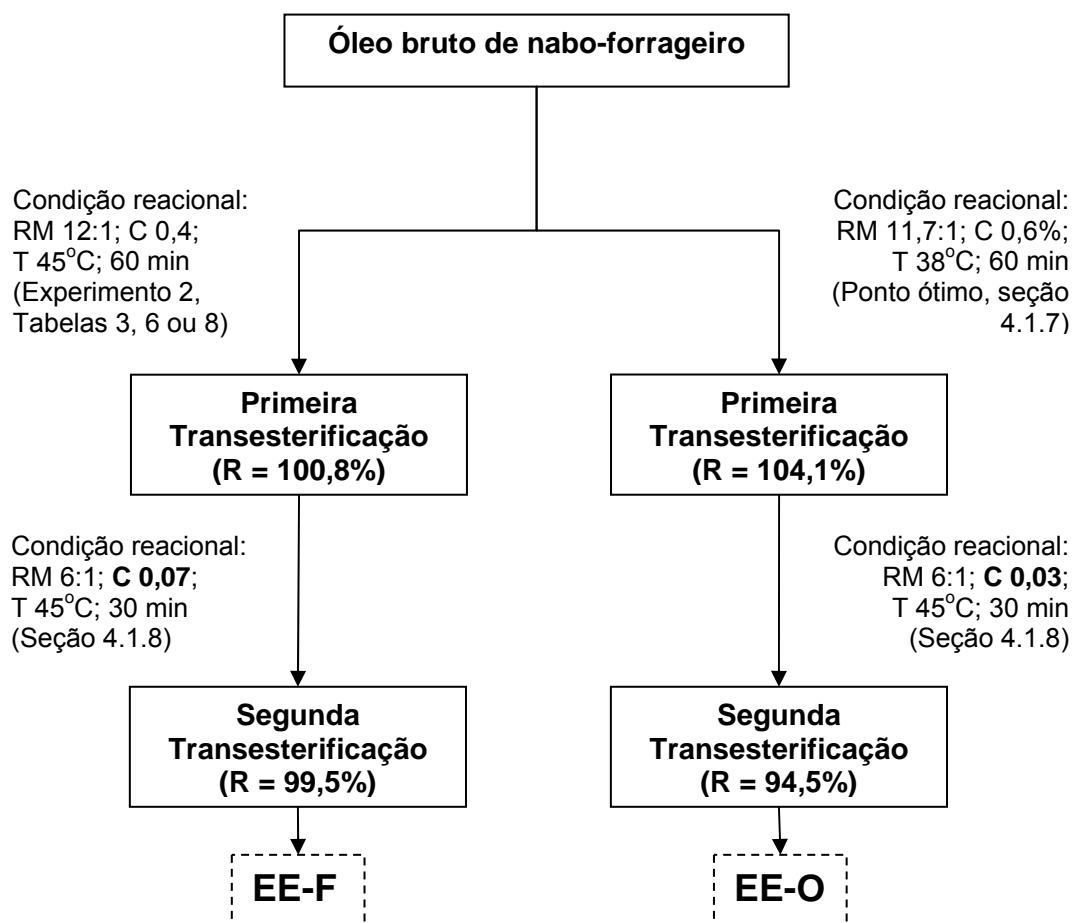 Óleo bruto de nabo-forrageiro
Condição reacional:
RM 12:1; C 0,4;
T 45°C; 60 min
(Experimento 2,
Tabelas 3, 6 ou 8)
Condição reacional:
RM 11,7:1; C 0,6%;
T 38°C; 60 min
(Ponto ótimo, seção
4.1.7)
Primeira
Transesterificação
(R = 100,8%)
Primeira
Transesterificação
(R = 104,1%)
Condição reacional:
RM 6:1; C 0,07;
T 45°C; 30 min
(Seção 4.1.8)
Condição reacional:
RM 6:1; C 0,03;
T 45°C; 30 min
(Seção 4.1.8)
Segunda
Transesterificação
(R = 99,5%)
Segunda
Transesterificação
(R = 94,5%)
EE-F
EE-O